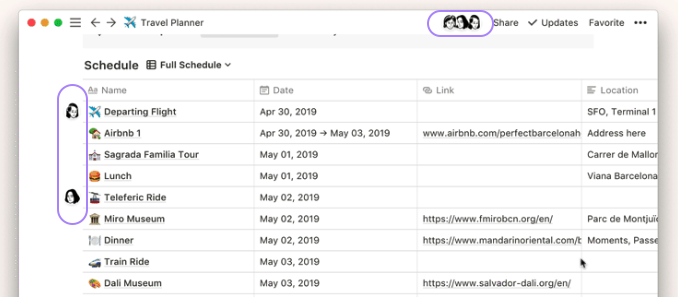 Travel Planner Share Updates Favorite •••
Schedule Full Schedule
Aa Name Date Link Location
Departing Flight Apr 30, 2019 SFO, Terminal 1
Airbnb 1 Apr 30, 2019 → May 03, 2019 www.airbnb.com/perfectbarcelonah Address here
Sagrada Familia Tour May 01, 2019 Carrer de Mallor
Lunch May 01, 2019 Viana Barcelona
Teleferic Ride May 02, 2019
Miro Museum May 02, 2019 https://www.fmirobcn.org/en/ Parc de Montjuï
Dinner May 02, 2019 https://www.mandarinoriental.com/b Moments, Passe
Train Ride May 03, 2019
Dali Museum May 03, 2019 https://www.salvador-dali.org/en/